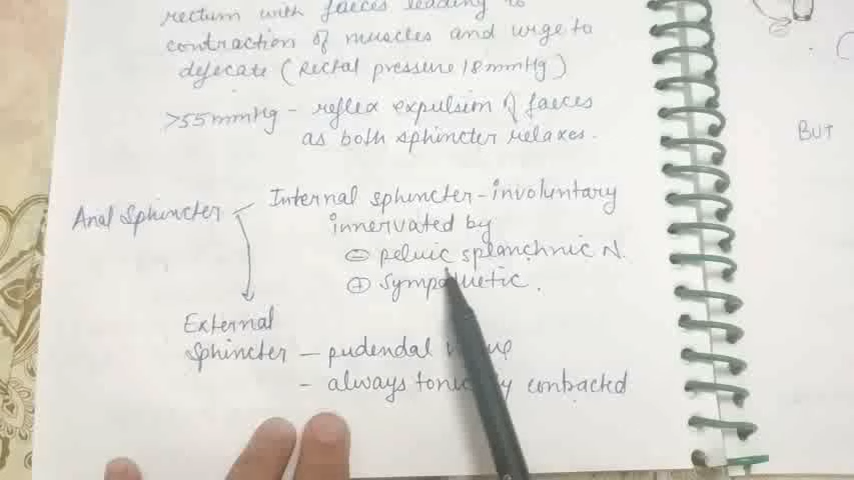 rectum with faeces leading to
contraction of muscles and urge to
defecate (Rectal pressure 18mmHg)
>55mmHg - reflex expulsion of faeces
as both sphincter relaxes.
Anal Sphincter
Internal sphincter - involuntary
innervated by
⊖ pelvic splanchnic N.
⊕ Sympathetic.
External
Sphincter - pudendal
- always tonically contracted
BUT